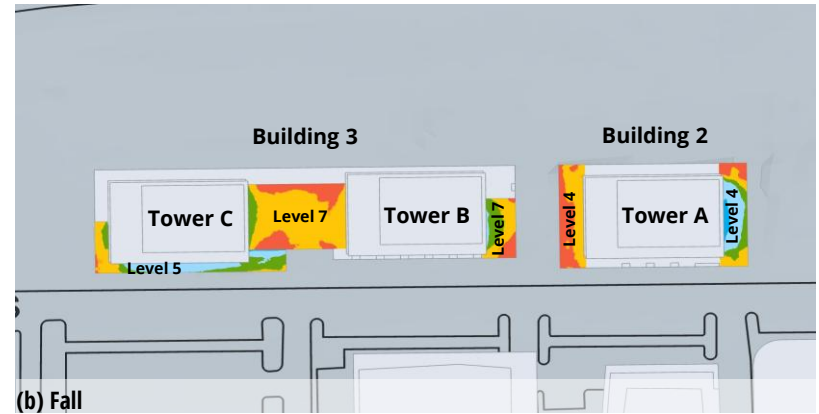 Building 3
Building 2
Tower C
Level 7
Tower B
Level 7
Level 4
Tower A
Level 4
Level 5
(b) Fall